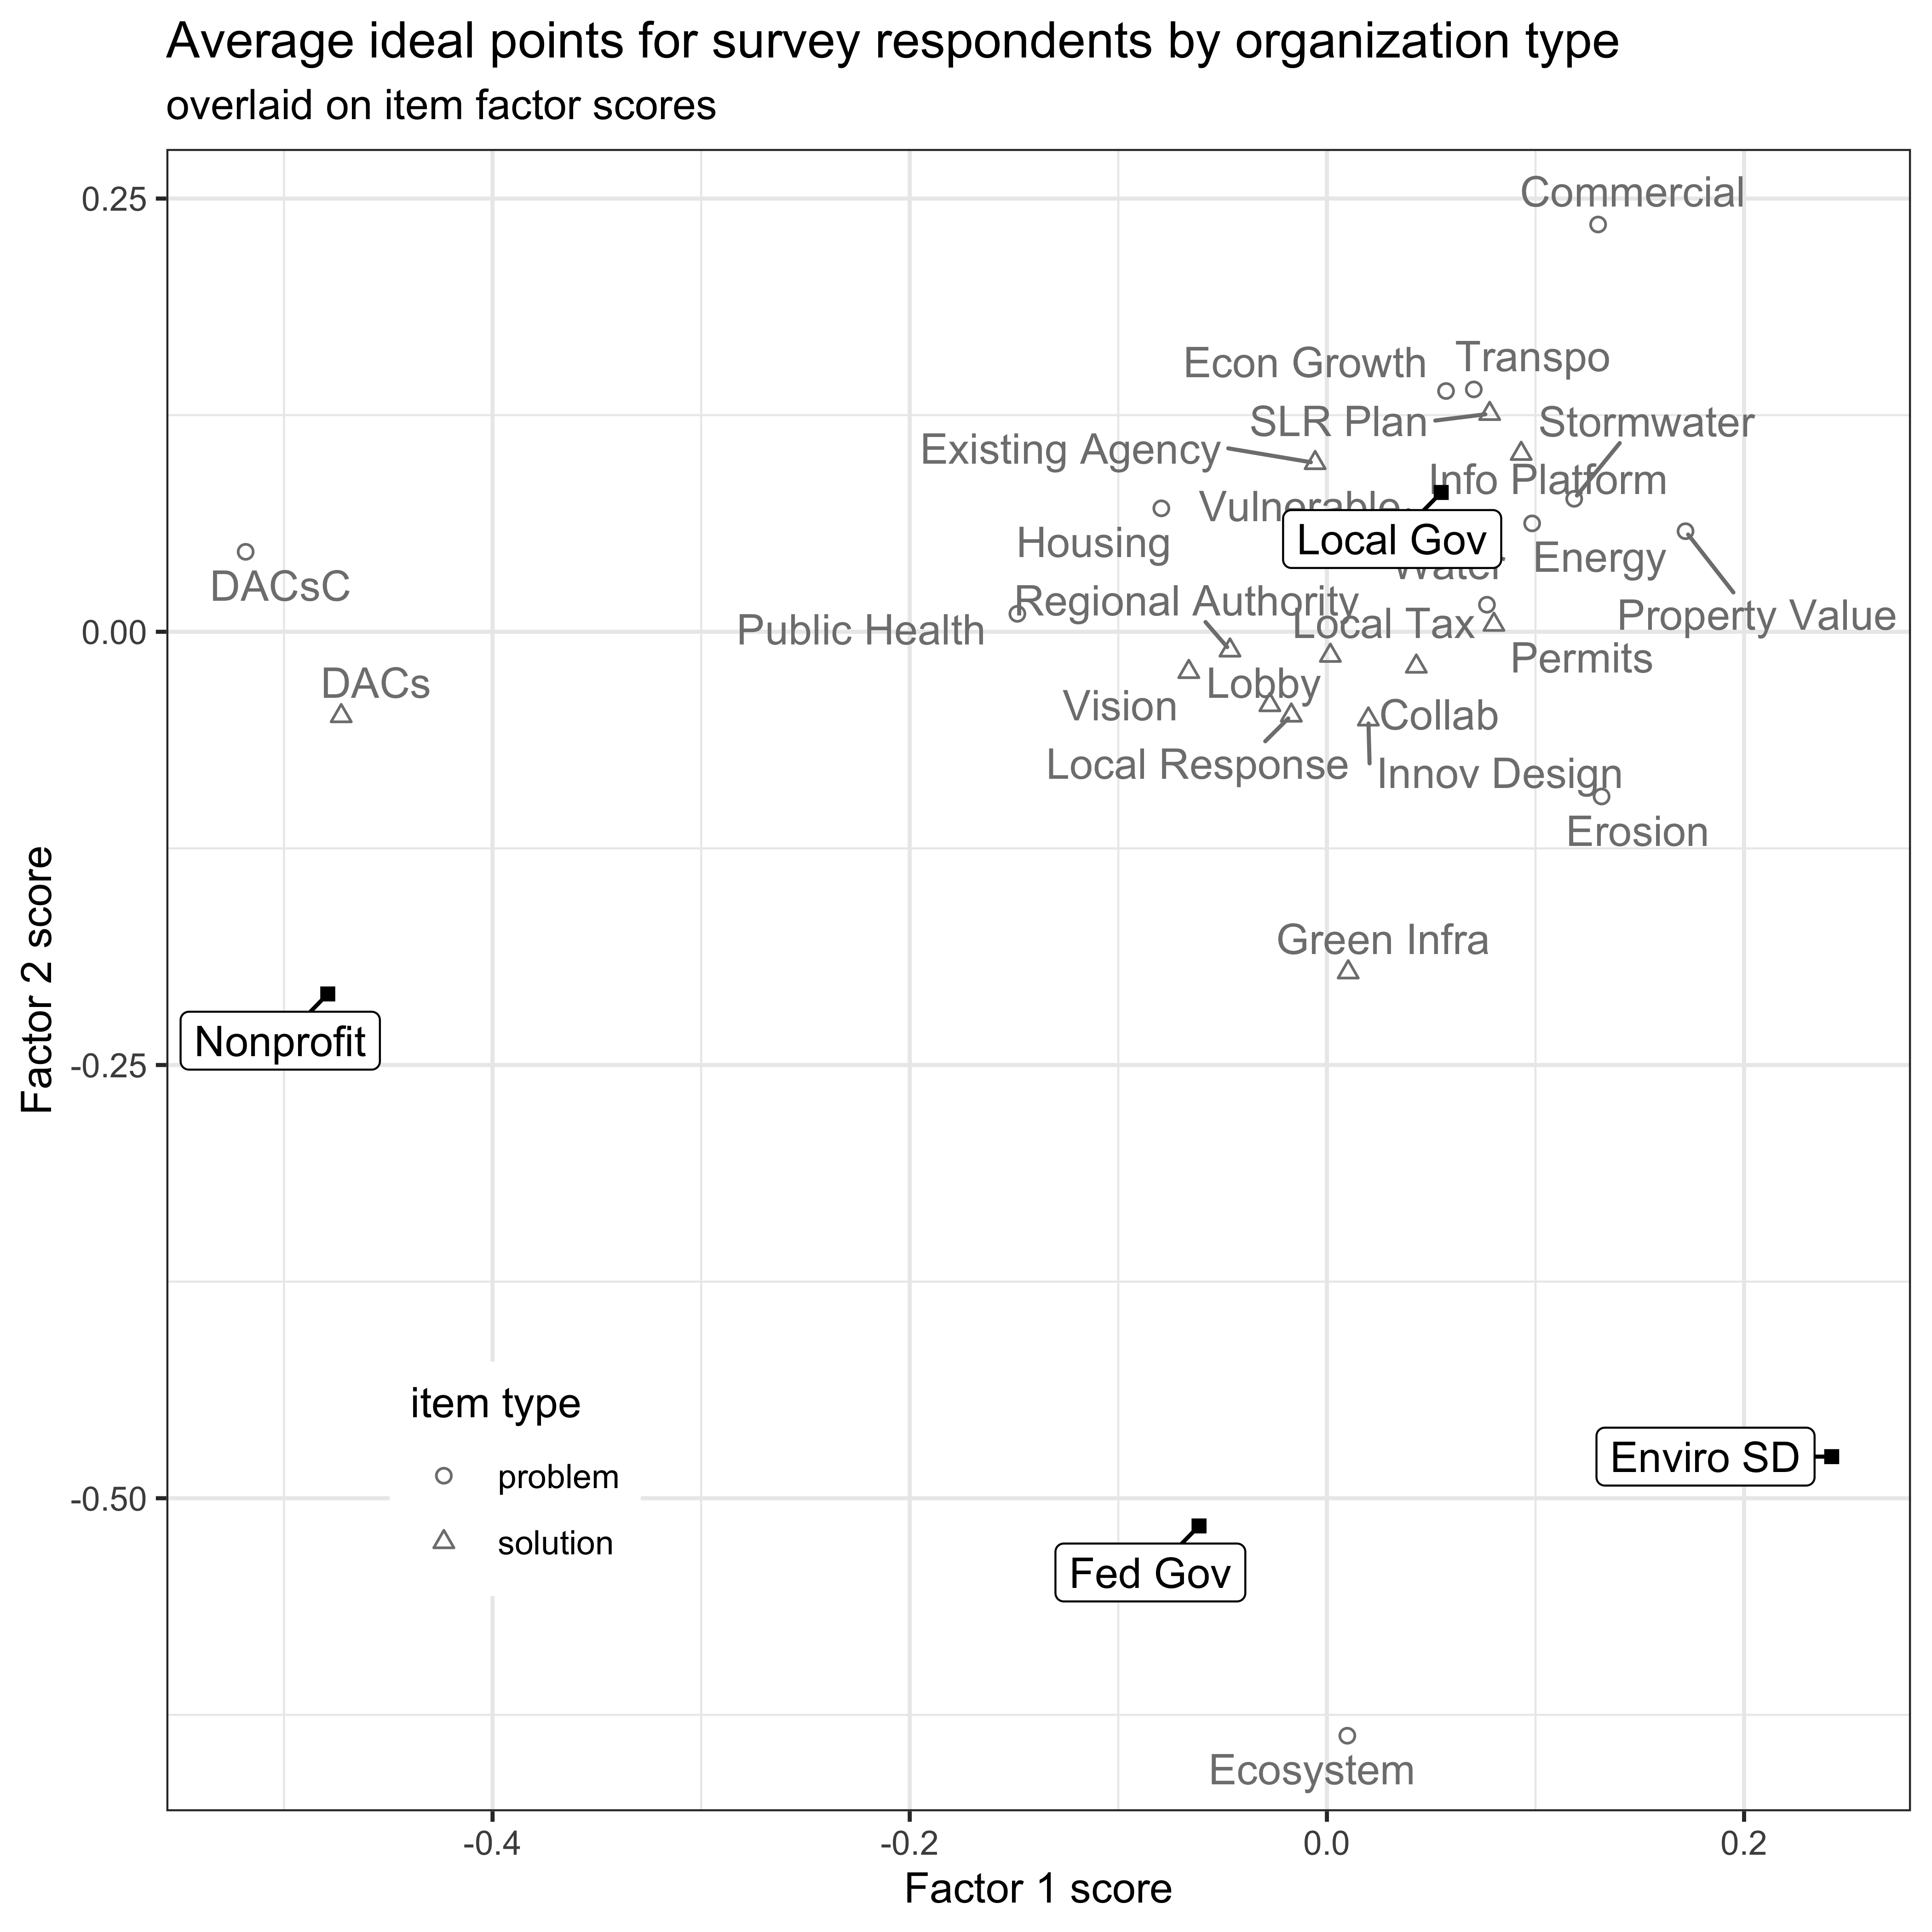 Average ideal points for survey respondents by organization type
overlaid on item factor scores
Factor 2 score
0.25
0.00
-0.25
-0.50
Commercial
Econ Growth
Transpo
SLR Plan
Stormwater
Existing Agency
Info Platform
Vulnerable
Local Gov
Housing
Water
Energy
DACsC
Regional Authority
Property Value
Public Health
Local Tax
Permits
DACs
Lobby
Vision
Collab
Local Response
Innov Design
Erosion
Green Infra
Nonprofit
item type
problem
solution
Enviro SD
Fed Gov
Ecosystem
-0.4
-0.2
0.0
0.2
Factor 1 score